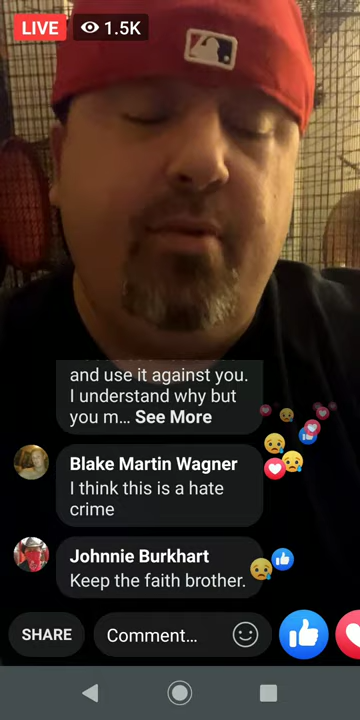 LIVE 1.5K
and use it against you.
I understand why but
you m... See More
Blake Martin Wagner
I think this is a hate
crime
Johnnie Burkhart
Keep the faith brother.
SHARE Comment...